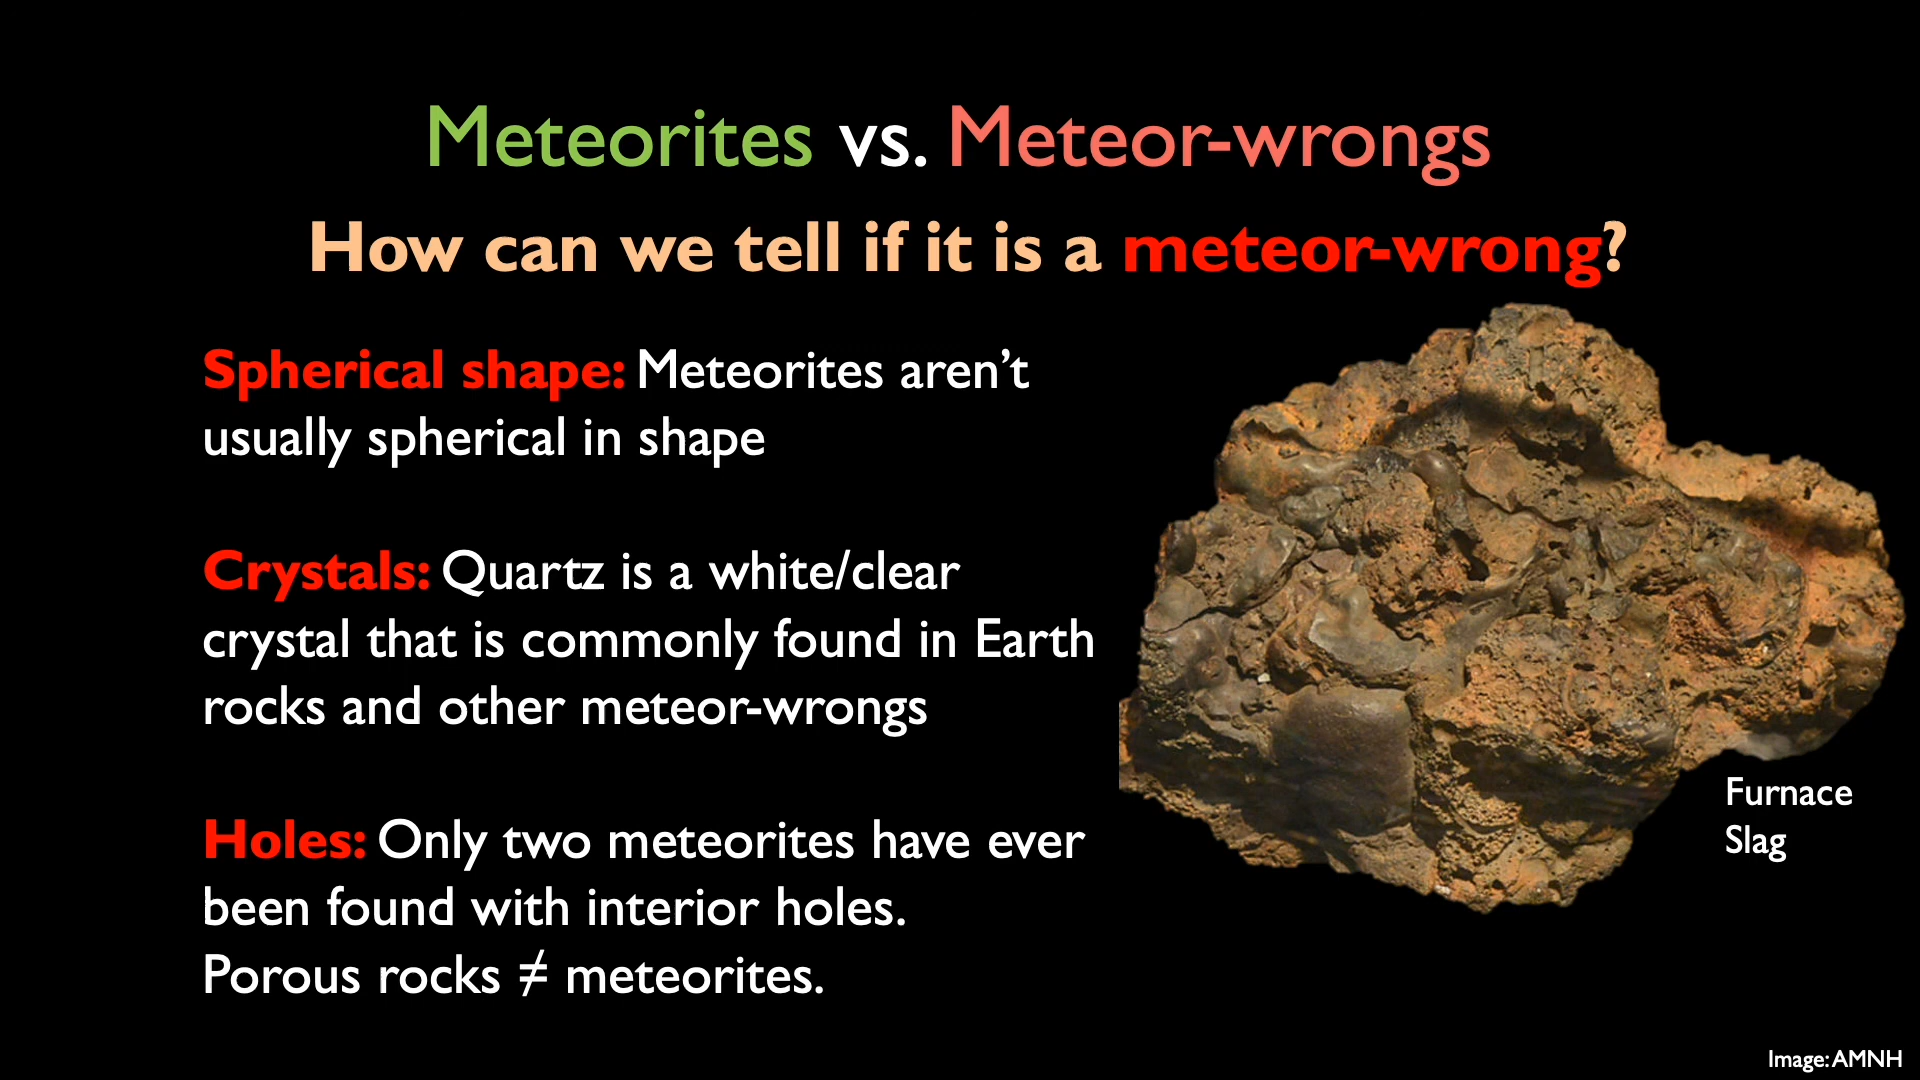 Meteorites vs. Meteor-wrongs
How can we tell if it is a meteor-wrong?
Spherical shape: Meteorites aren’t
usually spherical in shape
Crystals: Quartz is a white/clear
crystal that is commonly found in Earth
rocks and other meteor-wrongs
Holes: Only two meteorites have ever
been found with interior holes.
Porous rocks ≠ meteorites.
Furnace
Slag
Image: AMNH